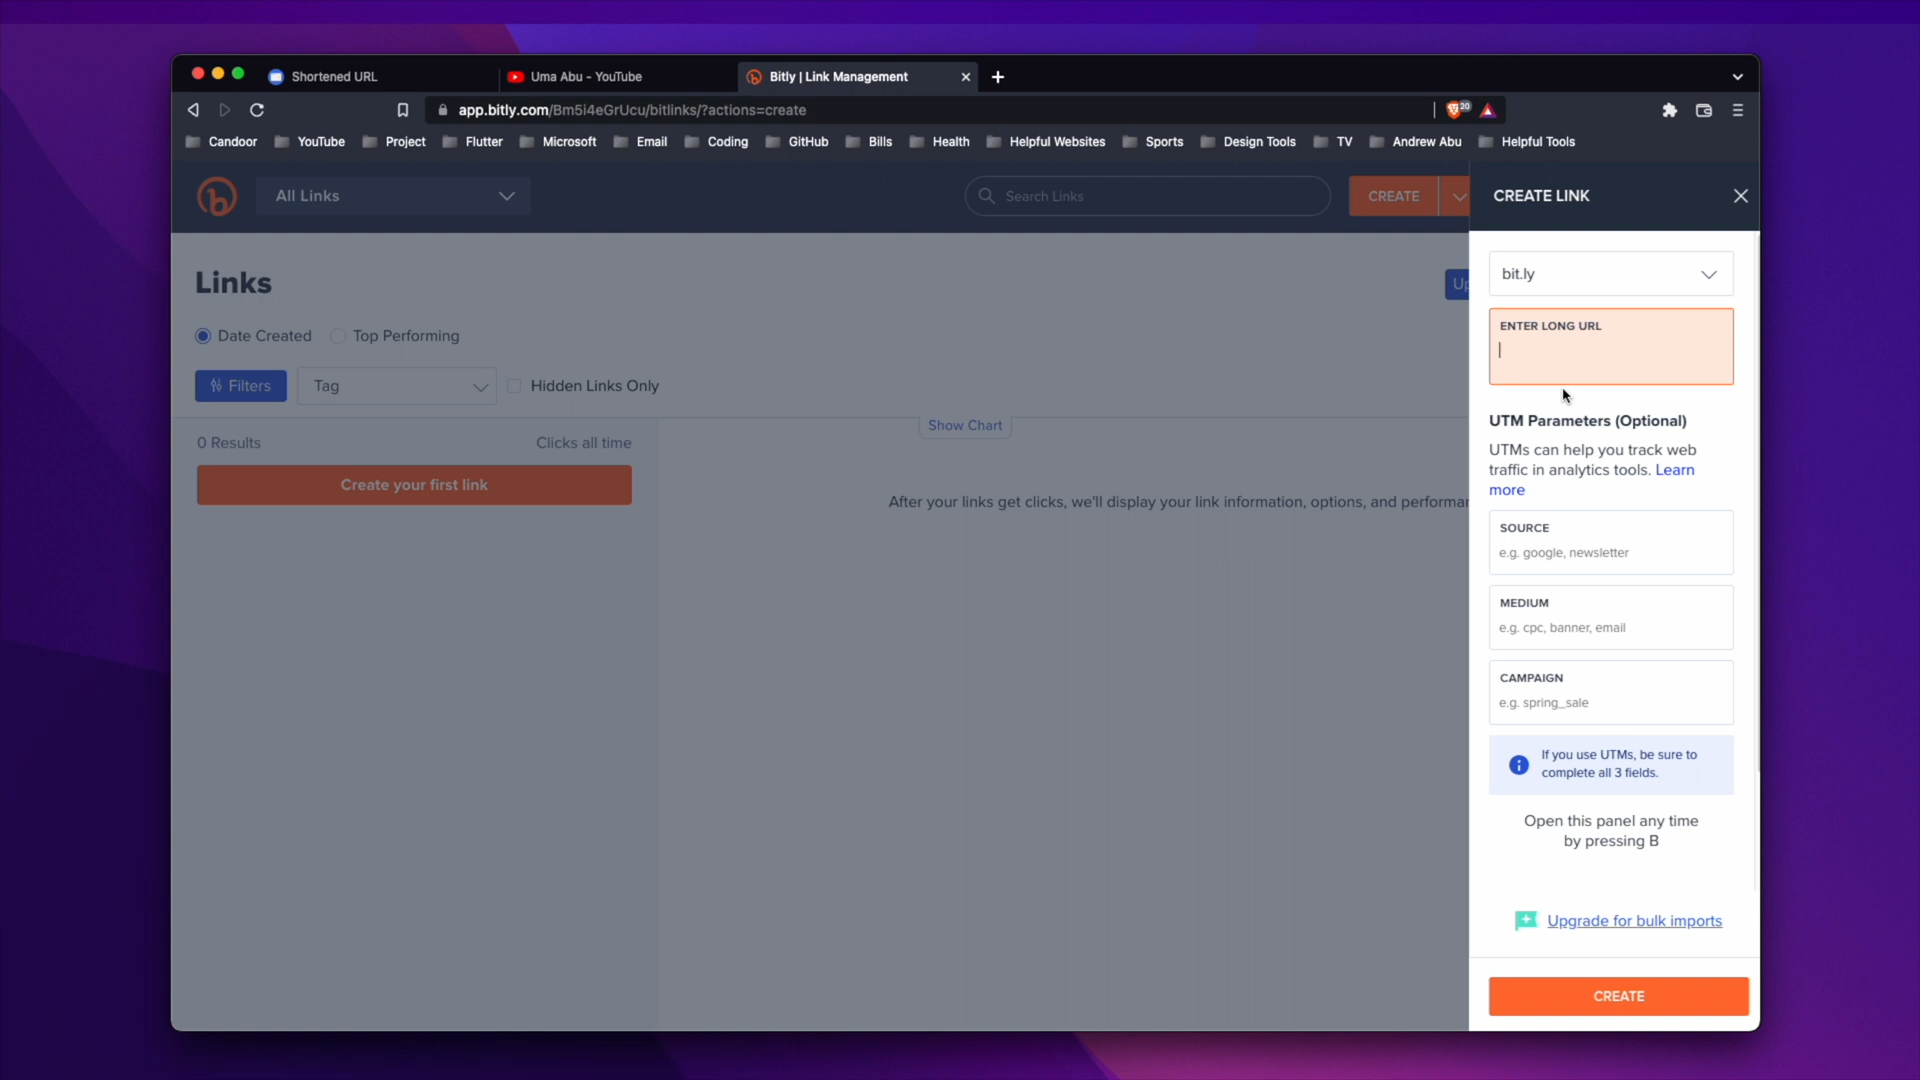 Shortened URL
Uma Abu - YouTube
Bitly | Link Management
app.bitly.com/Bm5i4eGrUcu/bitlinks/?actions=create
20
Candoor
YouTube
Project
Flutter
Microsoft
Email
Coding
GitHub
Bills
Health
Helpful Websites
Sports
Design Tools
TV
Andrew Abu
Helpful Tools
All Links
Search Links
CREATE
Links
Up
Date Created
Top Performing
Filters
Tag
Hidden Links Only
0 Results
Clicks all time
Create your first link
Show Chart
After your links get clicks, we'll display your link information, options, and performan
CREATE LINK
bit.ly
ENTER LONG URL
UTM Parameters (Optional)
UTMs can help you track web
traffic in analytics tools. Learn
more
SOURCE
e.g. google, newsletter
MEDIUM
e.g. cpc, banner, email
CAMPAIGN
e.g. spring_sale
If you use UTMs, be sure to
complete all 3 fields.
Open this panel any time
by pressing B
Upgrade for bulk imports
CREATE